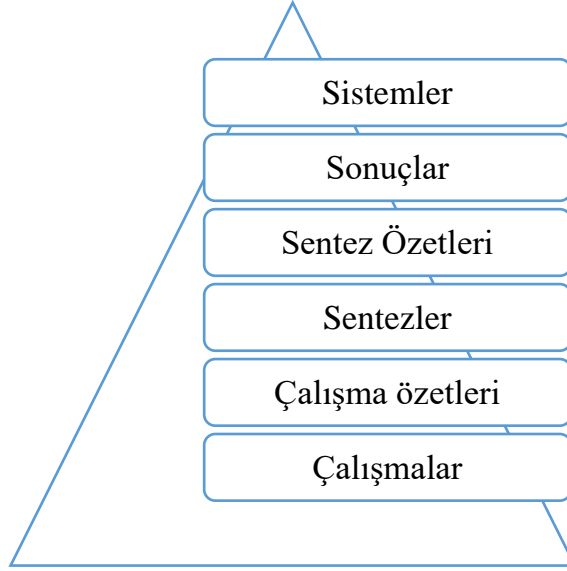 Sistemler
Sonuçlar
Sentez Özetleri
Sentezler
Çalışma özetleri
Çalışmalar